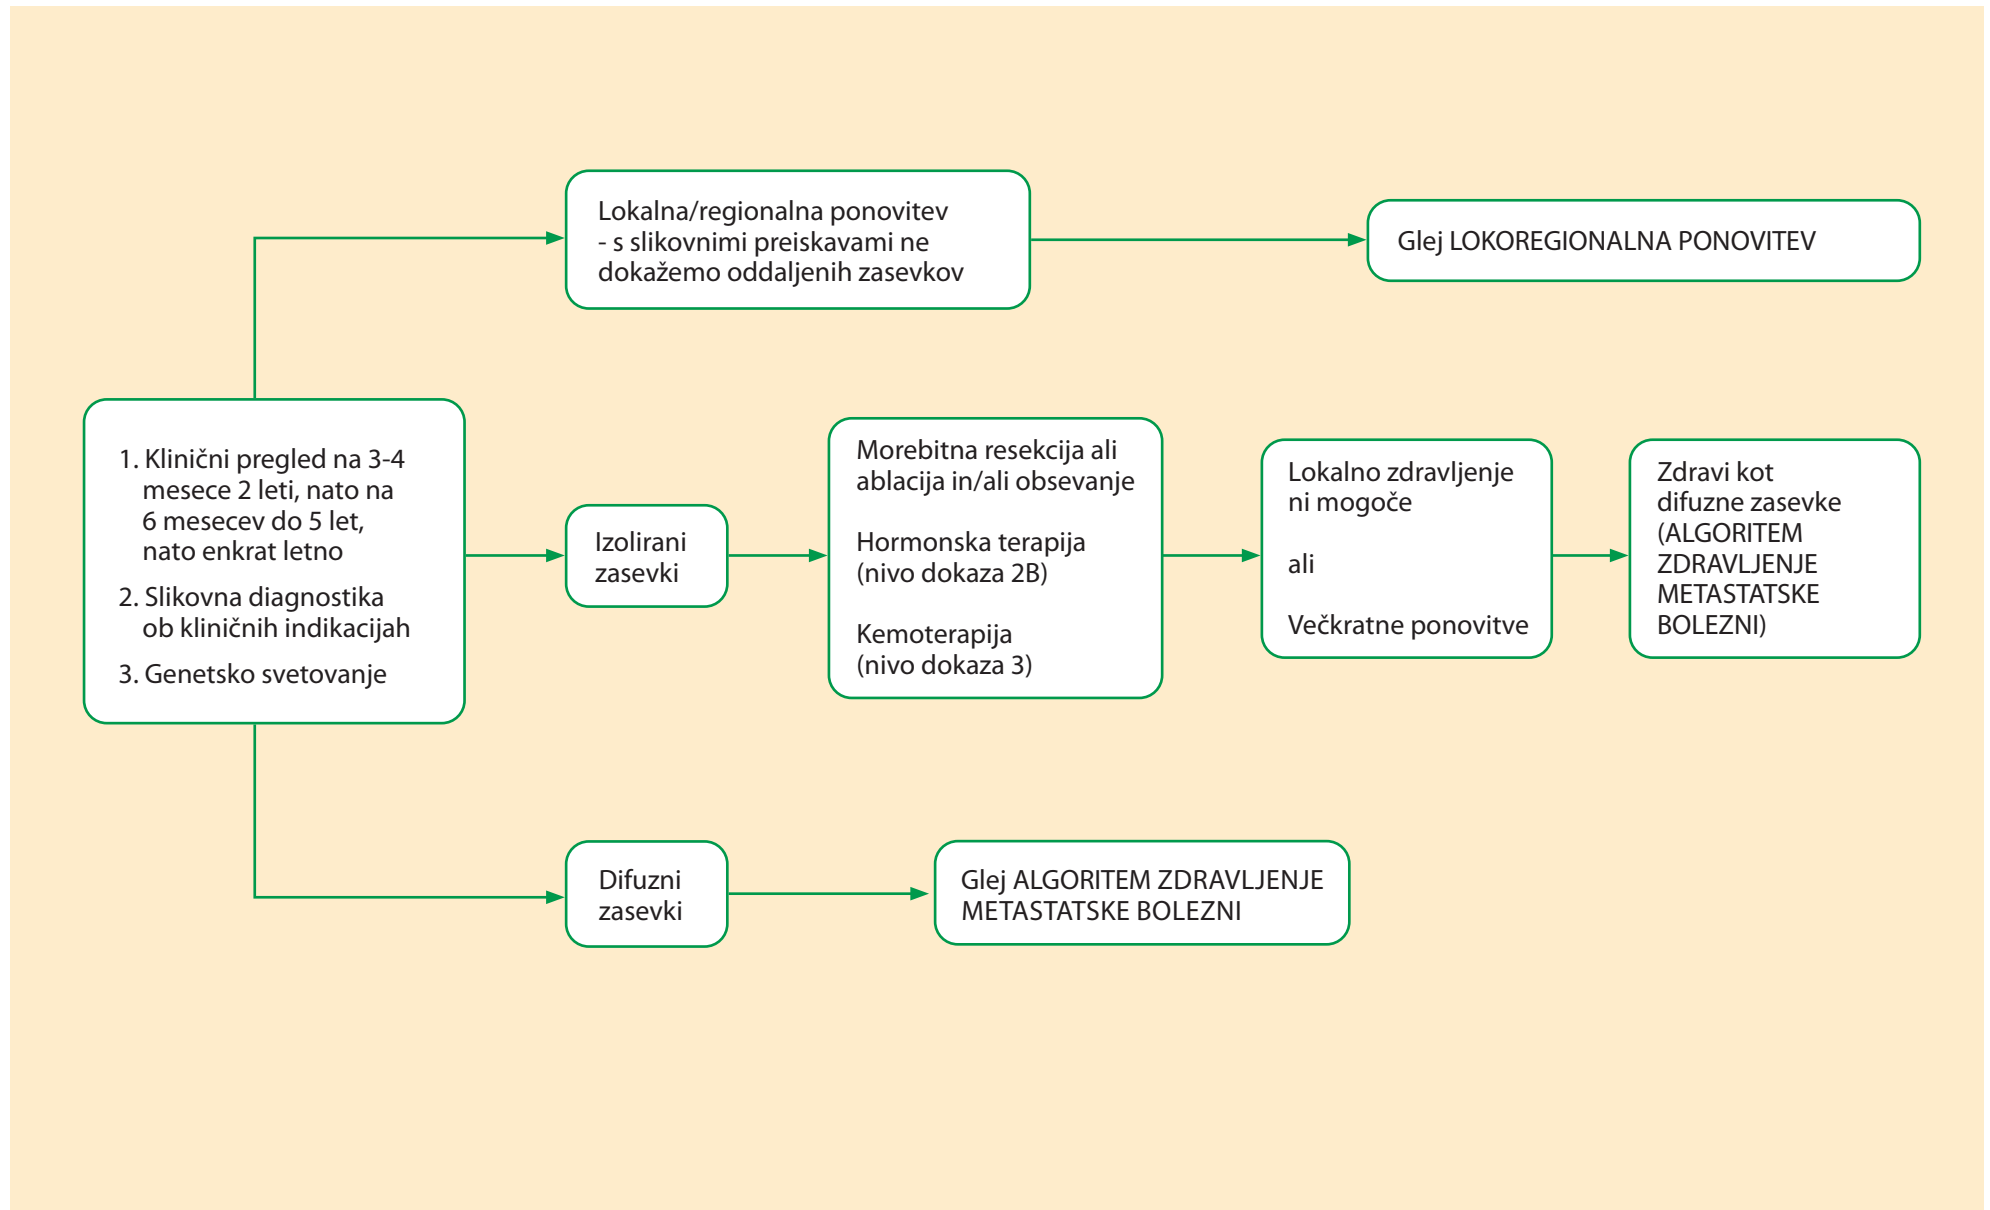 Lokalna/regionalna ponovitev
- s slikovnimi preiskavami ne
dokažemo oddaljenih zasevkov
Glej LOKOREGIONALNA PONOVITEV
1. Klinični pregled na 3-4
mesece 2 leti, nato na
6 mesecev do 5 let,
nato enkrat letno
2. Slikovna diagnostika
ob kliničnih indikacijah
3. Genetsko svetovanje
Izolirani
zasevki
Morebitna resekcija ali
ablacija in/ali obsevanje
Hormonska terapija
(nivo dokaza 2B)
Kemoterapija
(nivo dokaza 3)
Lokalno zdravljenje
ni mogoče
ali
Večkratne ponovitve
Zdravi kot
difuzne zasevke
(ALGORITEM
ZDRAVLJENJE
METASTATSKE
BOLEZNI)
Difuzni
zasevki
Glej ALGORITEM ZDRAVLJENJE
METASTATSKE BOLEZNI